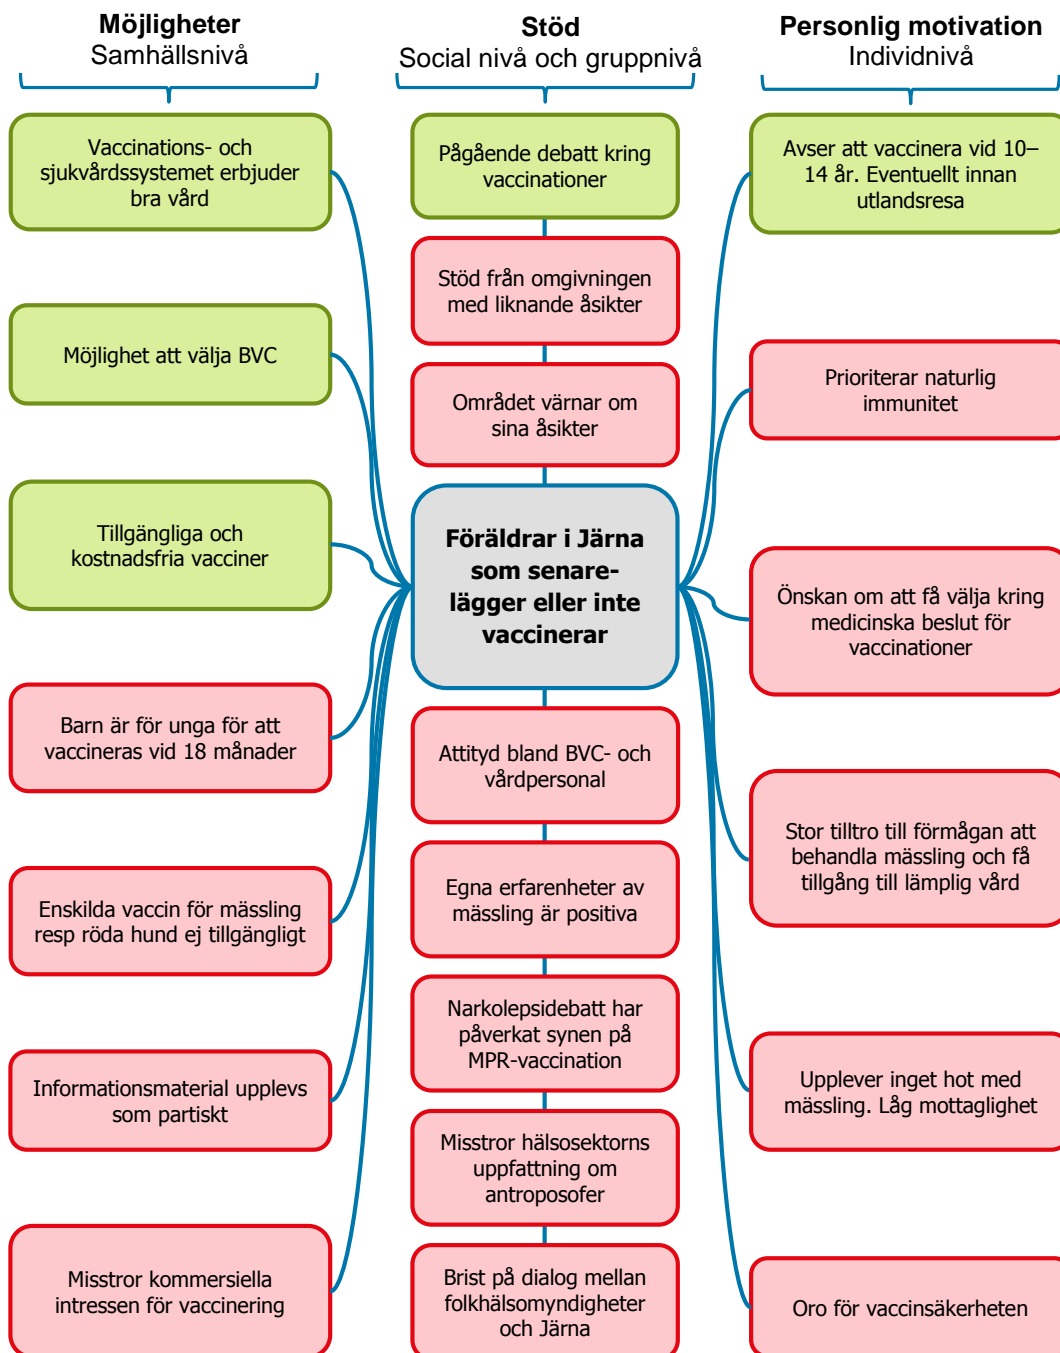 Möjligheter
Samhällsnivå
Vaccinations- och
sjukvårdssystemet erbjuder
bra vård
Möjlighet att välja BVC
Tillgängliga och
kostnadsfria vacciner
Barn är för unga för att
vaccineras vid 18 månader
Enskilda vaccin för mässling
resp röda hund ej tillgängligt
Informationsmaterial upplevs
som partiskt
Misstror kommersiella
intressen för vaccinering
Stöd
Social nivå och gruppnivå
Pågående debatt kring
vaccinationer
Stöd från omgivningen
med liknande åsikter
Området värnar om
sina åsikter
Föräldrar i Järna
som senare-
lägger eller inte
vaccinerar
Attityd bland BVC- och
vårdpersonal
Egna erfarenheter av
mässling är positiva
Narkolepsidebatt har
påverkat synen på
MPR-vaccination
Misstror hälsosektorns
uppfattning om
antroposofer
Brist på dialog mellan
folkhälsomyndigheter
och Järna
Personlig motivation
Individnivå
Avser att vaccinera vid 10–
14 år. Eventuellt innan
utlandsresa
Prioriterar naturlig
immunitet
Önskan om att få välja kring
medicinska beslut för
vaccinationer
Stor tilltro till förmågan att
behandla mässling och få
tillgång till lämplig vård
Upplever inget hot med
mässling. Låg mottaglighet
Oro för vaccinsäkerheten